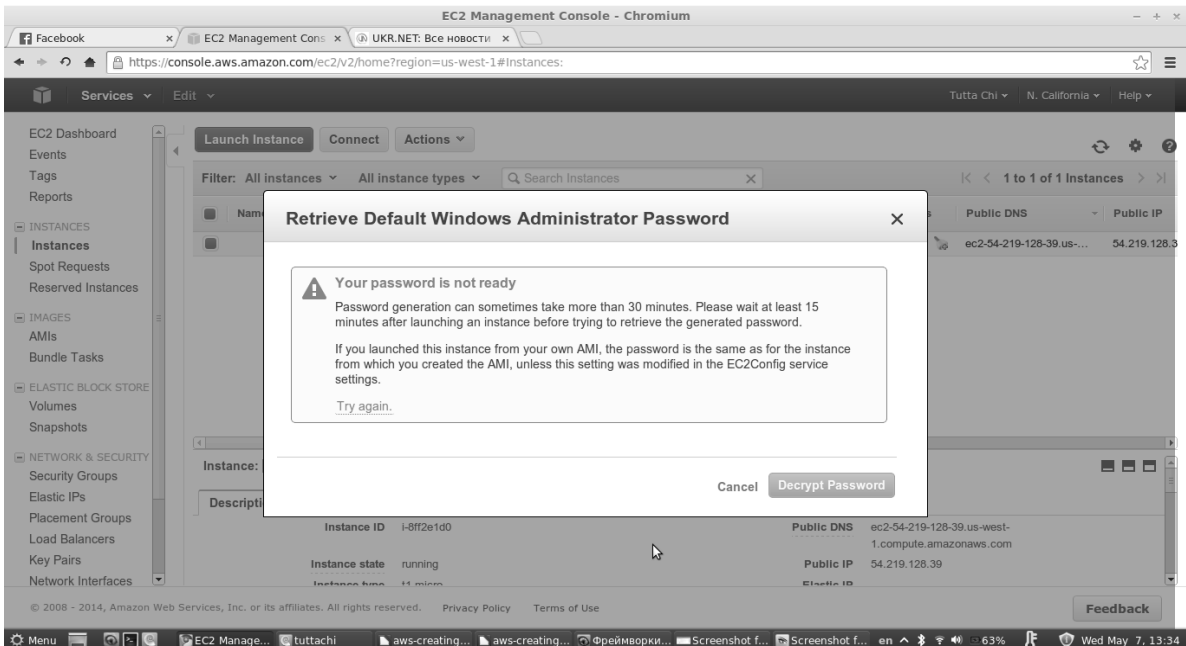 EC2 Management Console - Chromium
Facebook
EC2 Management Cons
UKR.NET: Все новости
https://console.aws.amazon.com/ec2/v2/home?region=us-west-1#Instances:
Services Edit Tutta Chi N. California Help
EC2 Dashboard
Events
Tags
Reports
INSTANCES
Instances
Spot Requests
Reserved Instances
IMAGES
AMIs
Bundle Tasks
ELASTIC BLOCK STORE
Volumes
Snapshots
NETWORK & SECURITY
Security Groups
Elastic IPs
Placement Groups
Load Balancers
Key Pairs
Network Interfaces
Launch Instance Connect Actions
Filter: All instances All instance types Search Instances 1 to 1 of 1 Instances
Name Public DNS Public IP
ec2-54-219-128-39.us-... 54.219.128.3
Retrieve Default Windows Administrator Password
Your password is not ready
Password generation can sometimes take more than 30 minutes. Please wait at least 15
minutes after launching an instance before trying to retrieve the generated password.
If you launched this instance from your own AMI, the password is the same as for the instance
from which you created the AMI, unless this setting was modified in the EC2Config service
settings.
Try again.
Cancel Decrypt Password
Instance:
Descripti
Instance ID i-8ff2e1d0 Public DNS ec2-54-219-128-39.us-west-
1.compute.amazonaws.com
Instance state running Public IP 54.219.128.39
Instance type t1.micro Elastic IP
© 2008 - 2014, Amazon Web Services, Inc. or its affiliates. All rights reserved. Privacy Policy Terms of Use Feedback
Menu EC2 Manage... tuttachi aws-creating... aws-creating... Фреймворки... Screenshot f... Screenshot f... en 63% Wed May 7, 13:34